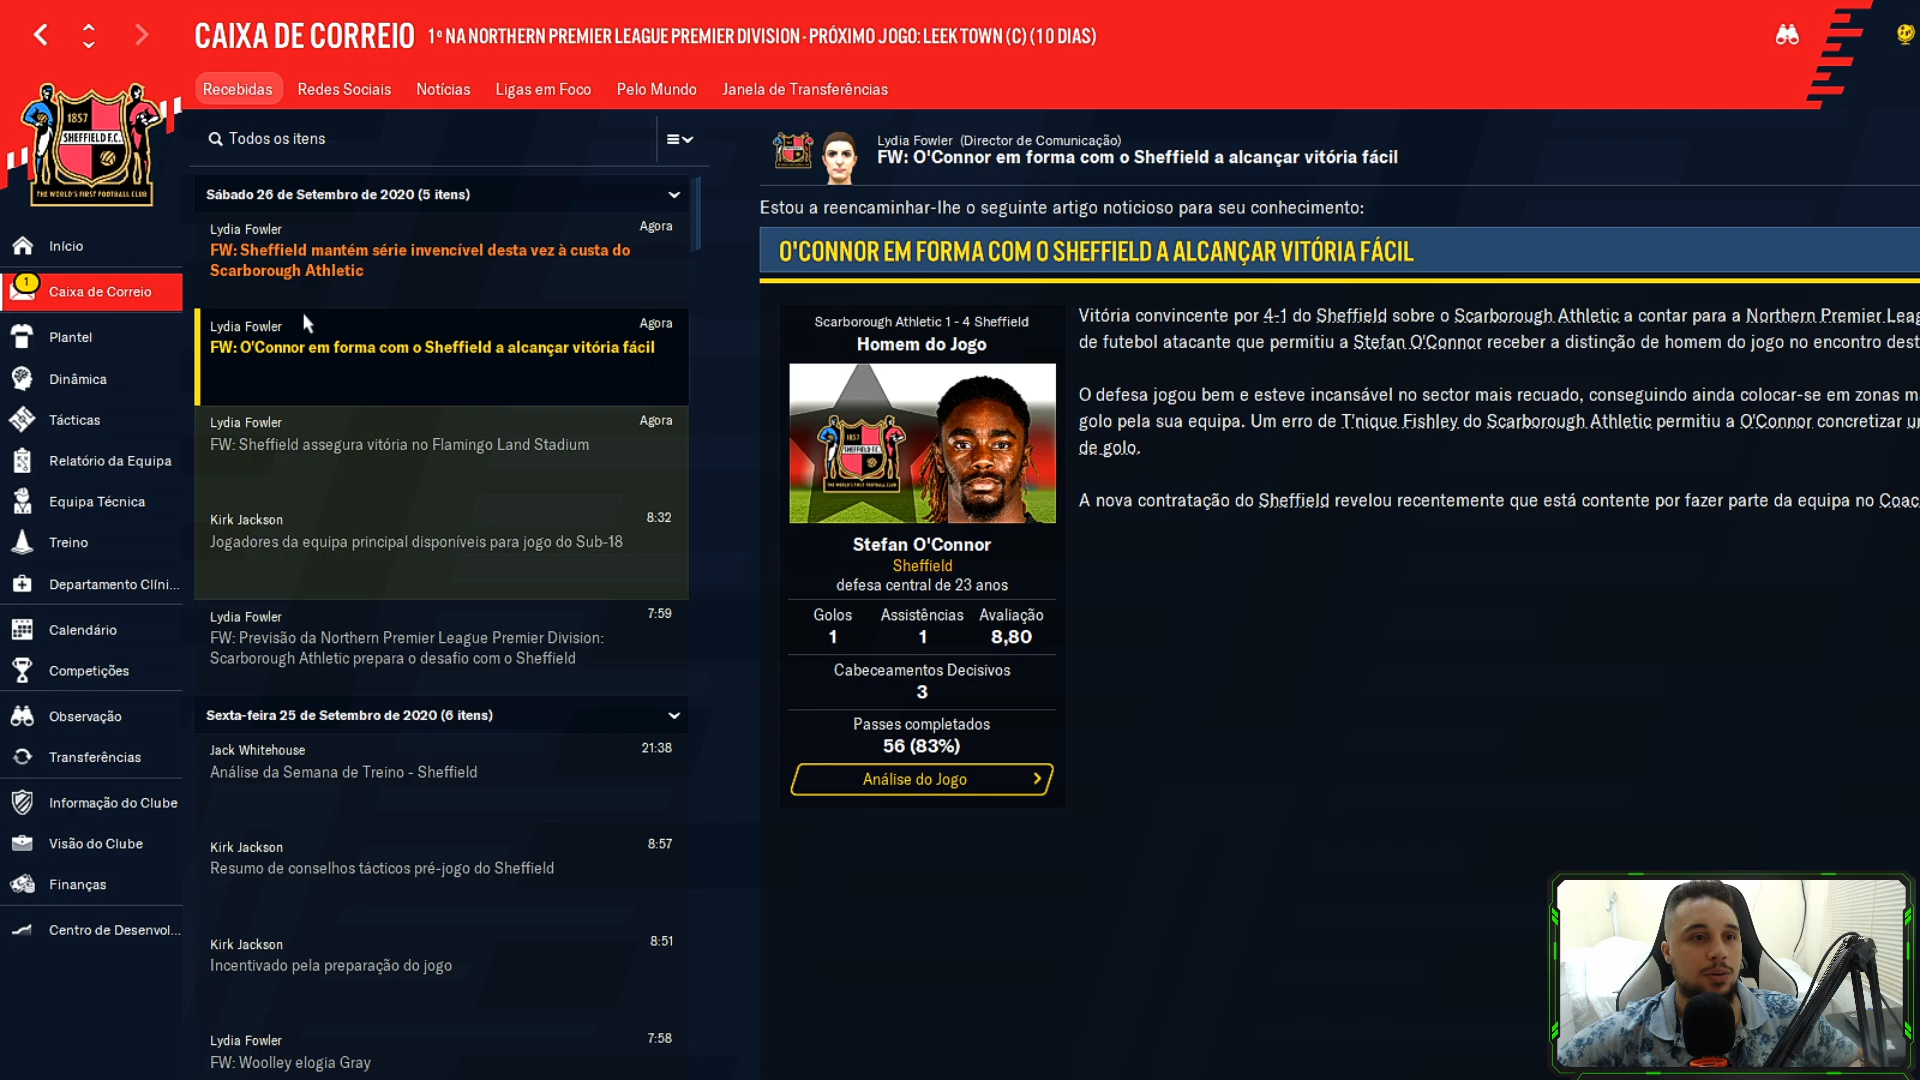 CAIXA DE CORREIO 1º NA NORTHERN PREMIER LEAGUE PREMIER DIVISION - PRÓXIMO JOGO: LEEK TOWN (C) (10 DIAS)
Recebidas Redes Sociais Notícias Ligas em Foco Pelo Mundo Janela de Transferências
1857
SHEFFIELD F.C.
THE WORLD'S FIRST FOOTBALL CLUB
Início
1
Caixa de Correio
Plantel
Dinâmica
Tácticas
Relatório da Equipa
Equipa Técnica
Treino
Departamento Clíni...
Calendário
Competições
Observação
Transferências
Informação do Clube
Visão do Clube
Finanças
Centro de Desenvol...
Todos os itens
Sábado 26 de Setembro de 2020 (5 itens)
Lydia Fowler Agora
FW: Sheffield mantém série invencível desta vez à custa do
Scarborough Athletic
Lydia Fowler Agora
FW: O'Connor em forma com o Sheffield a alcançar vitória fácil
Lydia Fowler Agora
FW: Sheffield assegura vitória no Flamingo Land Stadium
Kirk Jackson 8:32
Jogadores da equipa principal disponíveis para jogo do Sub-18
Lydia Fowler 7:59
FW: Previsão da Northern Premier League Premier Division:
Scarborough Athletic prepara o desafio com o Sheffield
Sexta-feira 25 de Setembro de 2020 (6 itens)
Jack Whitehouse 21:38
Análise da Semana de Treino - Sheffield
Kirk Jackson 8:57
Resumo de conselhos tácticos pré-jogo do Sheffield
Kirk Jackson 8:51
Incentivado pela preparação do jogo
Lydia Fowler 7:58
FW: Woolley elogia Gray
Lydia Fowler (Director de Comunicação)
FW: O'Connor em forma com o Sheffield a alcançar vitória fácil
Estou a reencaminhar-lhe o seguinte artigo noticioso para seu conhecimento:
O'CONNOR EM FORMA COM O SHEFFIELD A ALCANÇAR VITÓRIA FÁCIL
Scarborough Athletic 1 - 4 Sheffield
Homem do Jogo
1857
SHEFFIELD F.C.
Stefan O'Connor
Sheffield
defesa central de 23 anos
Golos Assistências Avaliação
1 1 8,80
Cabeceamentos Decisivos
3
Passes completados
56 (83%)
Análise do Jogo
Vitória convincente por 4-1 do Sheffield sobre o Scarborough Athletic a contar para a Northern Premier Leag
de futebol atacante que permitiu a Stefan O'Connor receber a distinção de homem do jogo no encontro dest
O defesa jogou bem e esteve incansável no sector mais recuado, conseguindo ainda colocar-se em zonas m
golo pela sua equipa. Um erro de T'nique Fishley do Scarborough Athletic permitiu a O'Connor concretizar u
de golo.
A nova contratação do Sheffield revelou recentemente que está contente por fazer parte da equipa no Coac